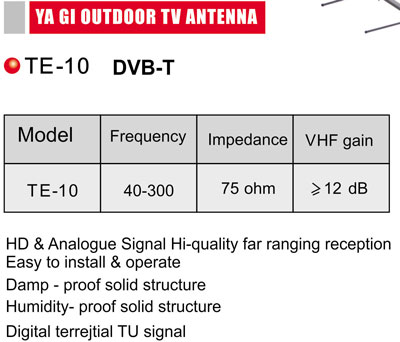 YA GI OUTDOOR TV ANTENNA
TE-10 DVB-T
Model Frequency Impedance VHF gain
TE-10 40-300 75 ohm ⩾12 dB
HD & Analogue Signal Hi-quality far ranging reception
Easy to install & operate
Damp - proof solid structure
Humidity- proof solid structure
Digital terrejtial TU signal